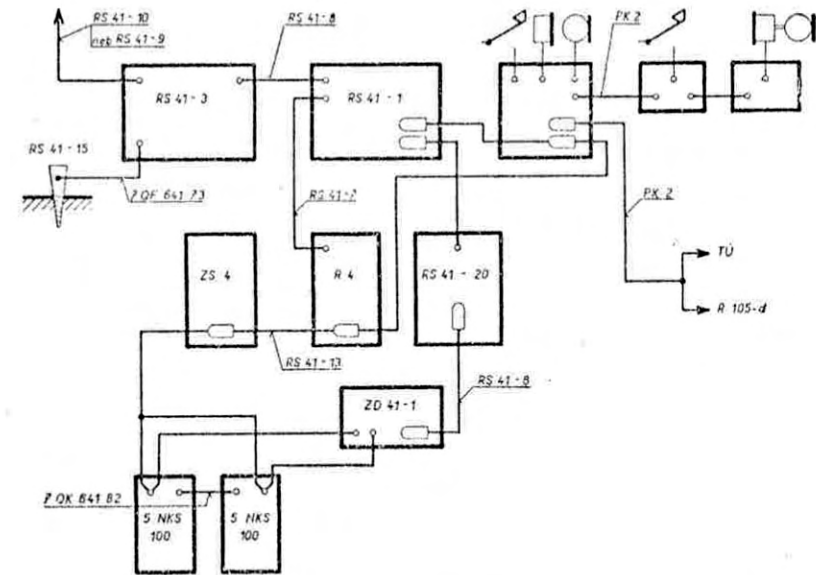 RS 41-10
neb RS 41-9
RS 41-8
PK 2
RS 41-3
RS 41-1
RS 41-15
7 QF 641 73
RS 41-7
PK 2
ZS 4
R 4
RS 41 - 20
TÚ
R 105-d
RS 41-13
RS 41-8
ZD 41-1
7 QK 641 82
5 NKS
100
5 NKS
100